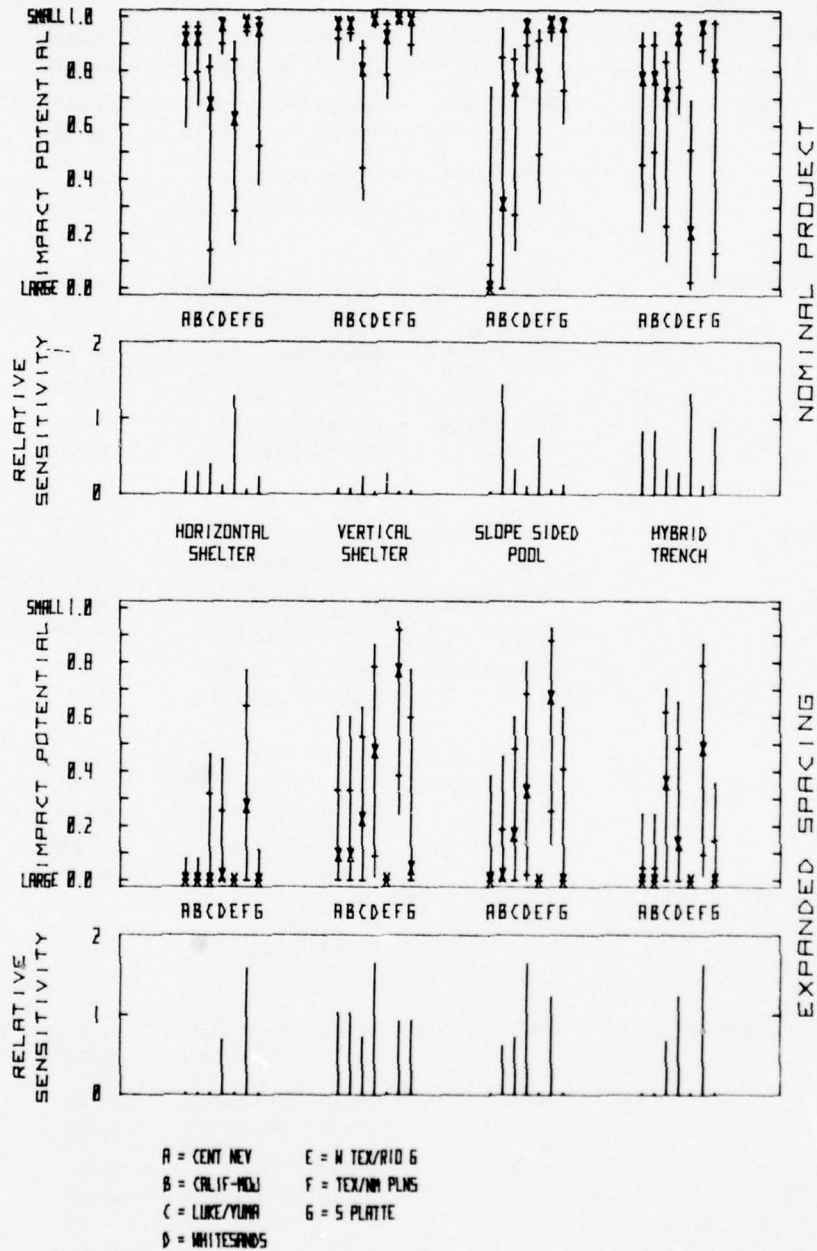 NOMINAL PROJECT
IMPACT POTENTIAL
SMALL 1.0
0.8
0.6
0.4
0.2
LARGE 0.0
ABCDEFG ABCDEFG ABCDEFG ABCDEFG
RELATIVE
SENSITIVITY
2
1
0
HORIZONTAL SHELTER
VERTICAL SHELTER
SLOPE SIDED POOL
HYBRID TRENCH
EXPANDED SPACING
IMPACT POTENTIAL
SMALL 1.0
0.8
0.6
0.4
0.2
LARGE 0.0
ABCDEFG ABCDEFG ABCDEFG ABCDEFG
RELATIVE
SENSITIVITY
2
1
0
A = CENT NEV
B = CALIF-MOJ
C = LUKE/YUMA
D = WHITESANDS
E = W TEX/RIO G
F = TEX/NM PLNS
G = S PLATTE